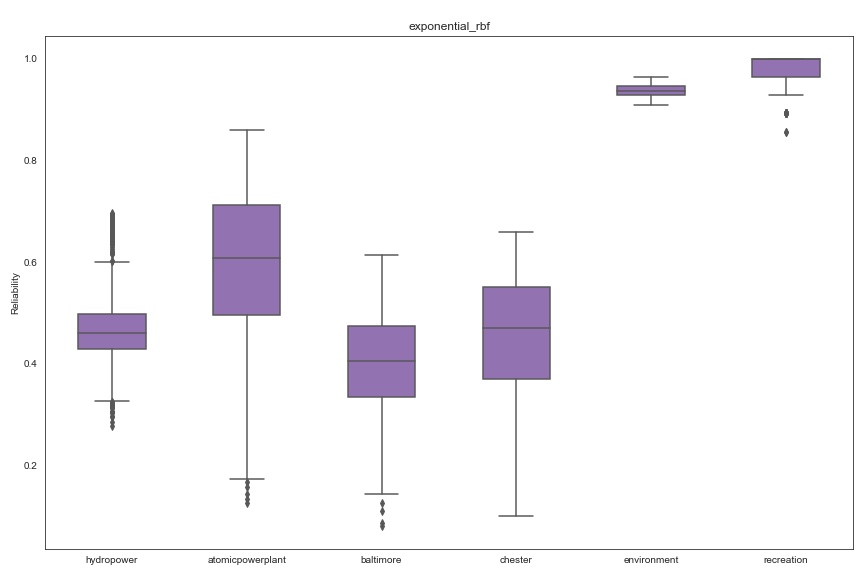 exponential_rbf
1.0
0.8
0.6
0.4
0.2
Reliability
hydropower atomicpowerplant baltimore chester environment recreation